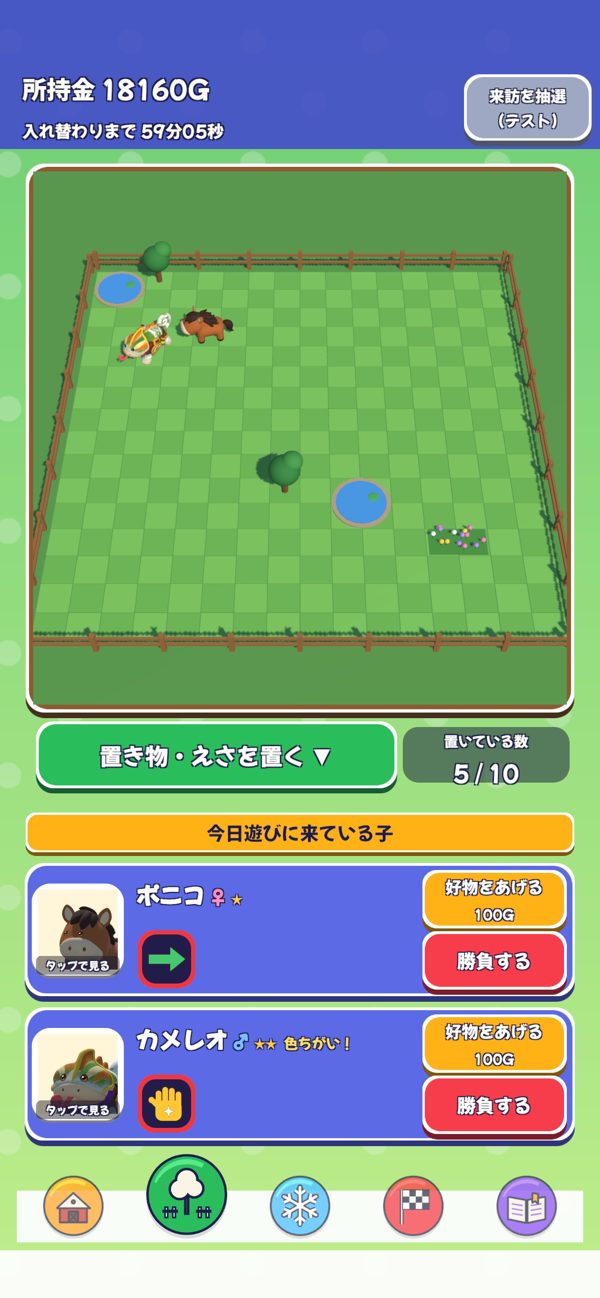 所持金 18160G
入れ替わりまで 59分05秒
来訪を抽選
（テスト）
置き物・えさを置く ▼
置いている数
5/10
今日遊びに来ている子
ポニコ♀★
タップで見る
好物をあげる
100G
勝負する
カメレオ♂★★ 色ちがい！
タップで見る
好物をあげる
100G
勝負する